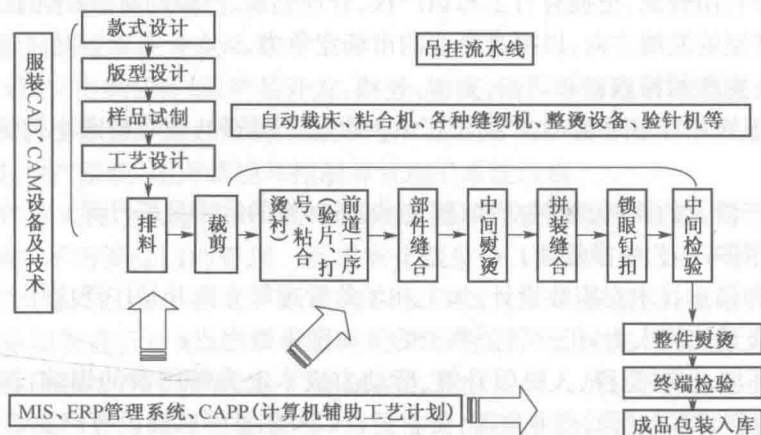 款式设计
版型设计
样品试制
工艺设计
服装CAD、CAM设备及技术
吊挂流水线
自动裁床、粘合机、各种缝纫机、整烫设备、验针机等
排料
裁剪
前道工序
(验片、打
号、粘合
烫衬)
部件缝合
中间熨烫
拼装缝合
锁眼钉扣
中间检验
整件熨烫
终端检验
成品包装入库
MIS、ERP管理系统、CAPP(计算机辅助工艺计划)